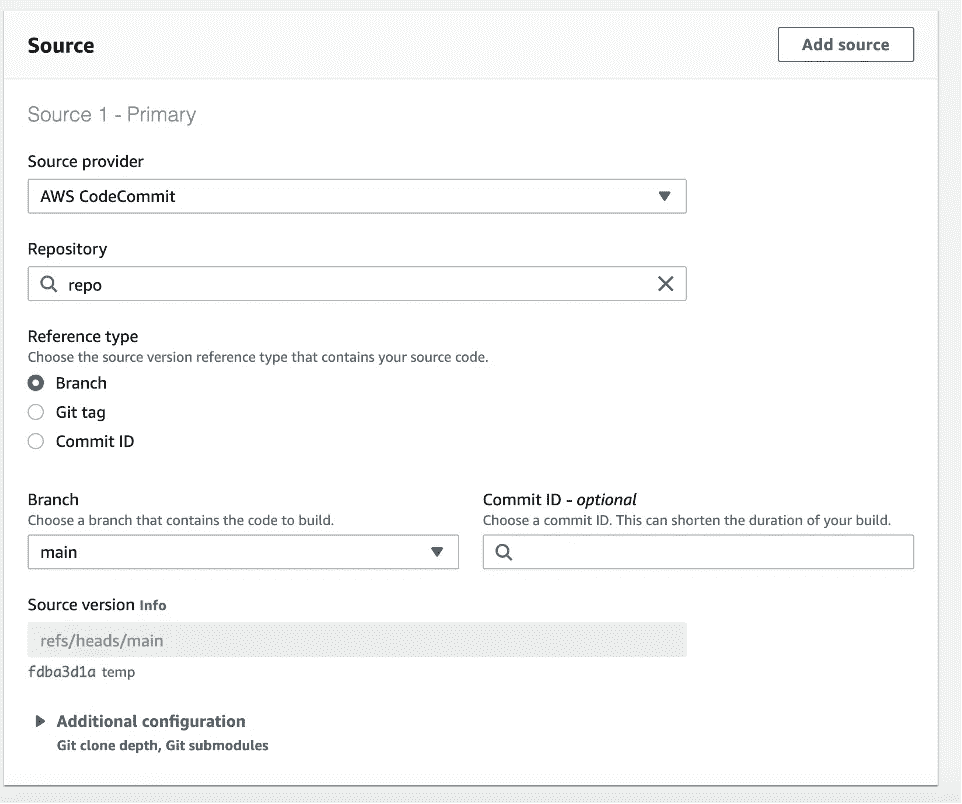 Source
Add source
Source 1 - Primary
Source provider
AWS CodeCommit
Repository
repo
Reference type
Choose the source version reference type that contains your source code.
Branch
Git tag
Commit ID
Branch
Choose a branch that contains the code to build.
main
Commit ID - optional
Choose a commit ID. This can shorten the duration of your build.
Source version Info
refs/heads/main
fdba3d1a temp
Additional configuration
Git clone depth, Git submodules